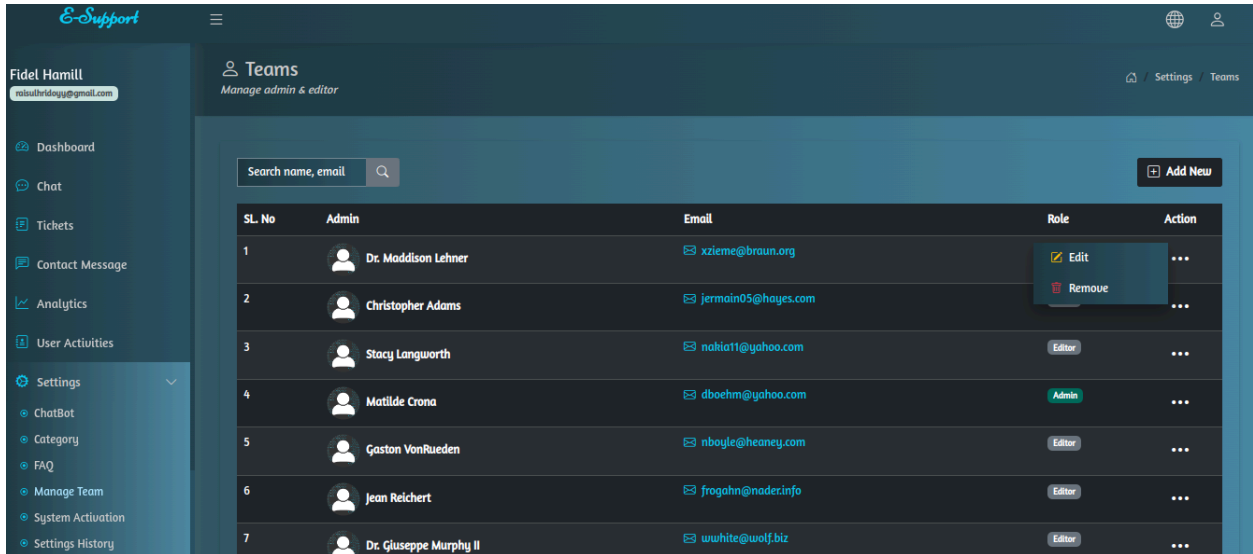 E-Support
Fidel Hamill
raisulhridoyy@gmail.com
Dashboard
Chat
Tickets
Contact Message
Analytics
User Activities
Settings
ChatBot
Category
FAQ
Manage Team
System Activation
Settings History
Teams
Manage admin & editor
/ Settings / Teams
Search name, email
Add New
SL. No Admin Email Role Action
1 Dr. Maddison Lehner xzieme@braun.org
Edit
Remove
2 Christopher Adams jermain05@hayes.com
3 Stacy Langworth nakia11@yahoo.com Editor
4 Matilde Crona dboehm@yahoo.com Admin
5 Gaston VonRueden nboyle@heaney.com Editor
6 Jean Reichert frogahn@nader.info Editor
7 Dr. Giuseppe Murphy II wwhite@wolf.biz Editor